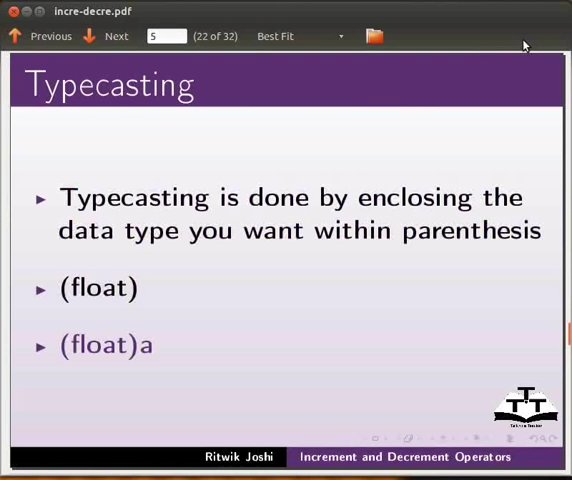 incre-decre.pdf
Previous Next 5 (22 of 32) Best Fit
Typecasting
Typecasting is done by enclosing the
data type you want within parenthesis
(float)
(float)a
Ritwik Joshi Increment and Decrement Operators